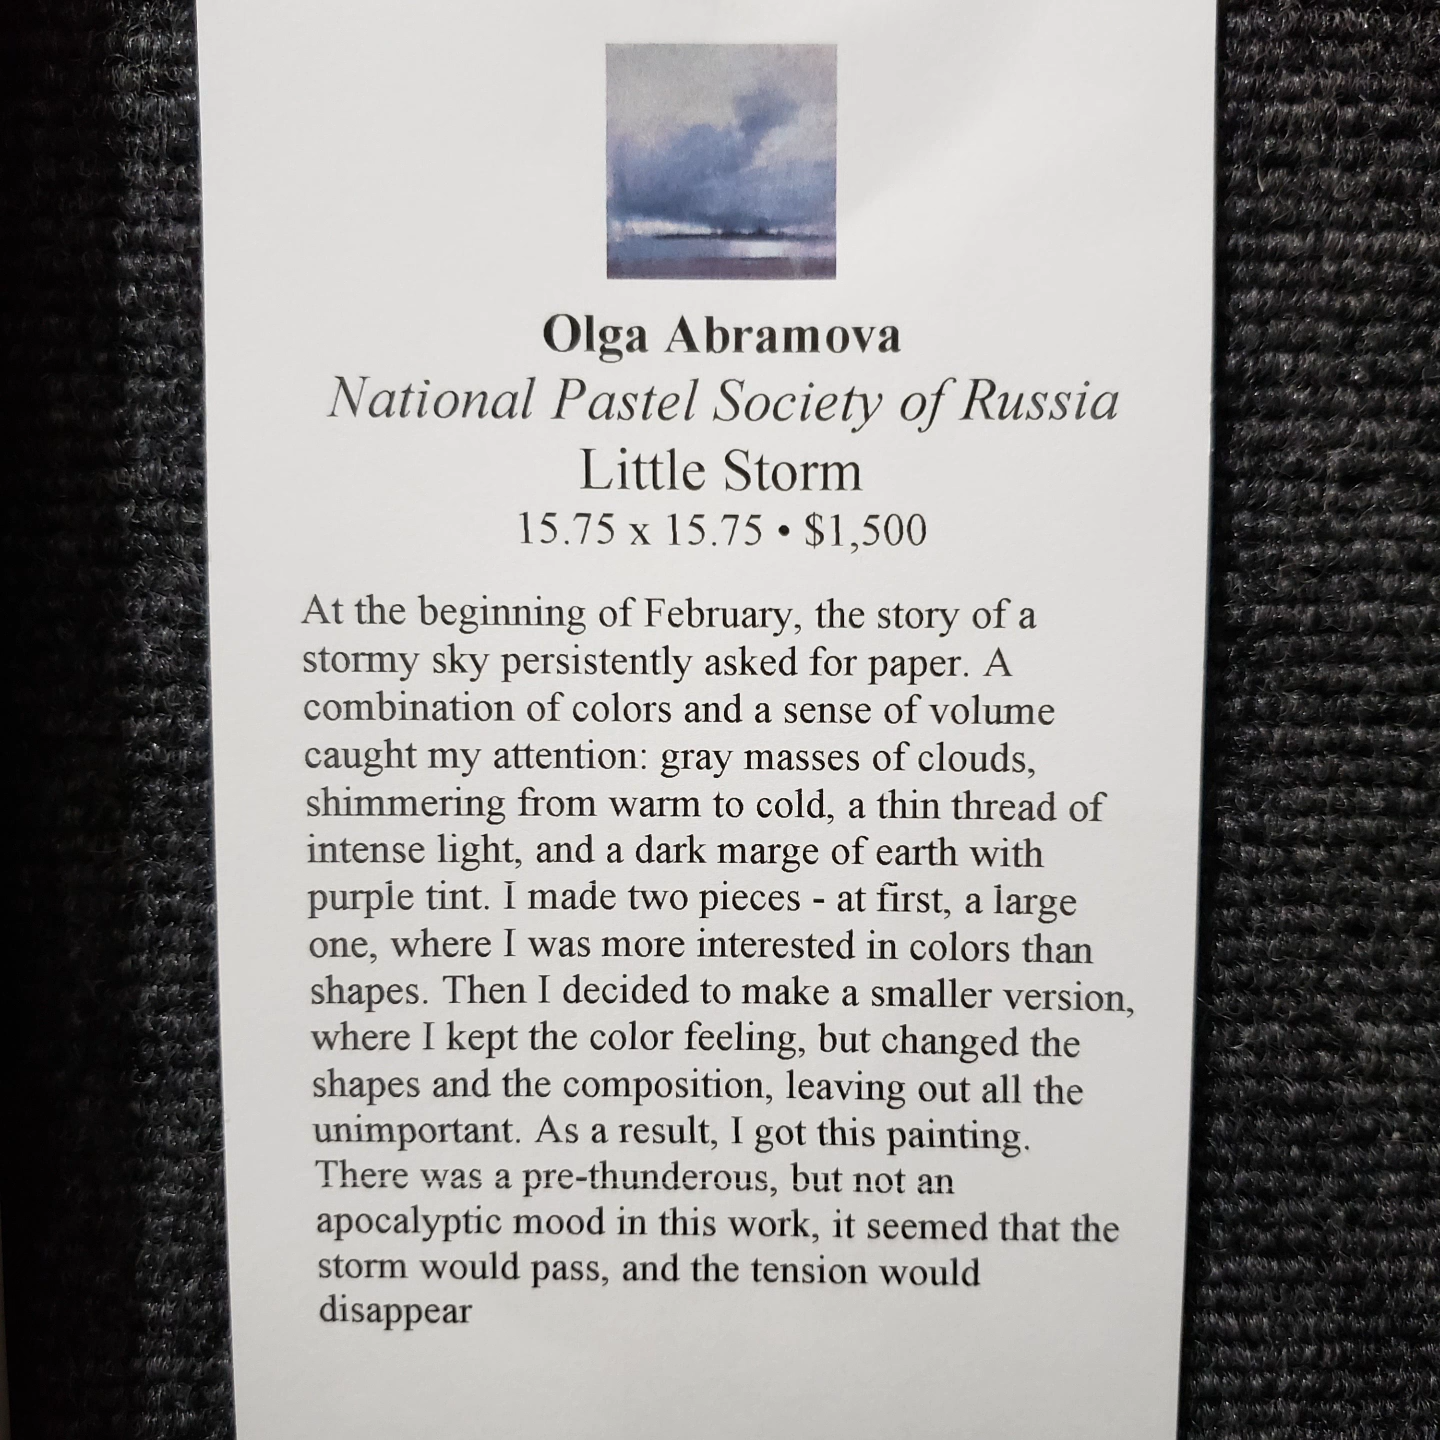 Olga Abramova
National Pastel Society of Russia
Little Storm
15.75 x 15.75 • $1,500
At the beginning of February, the story of a
stormy sky persistently asked for paper. A
combination of colors and a sense of volume
caught my attention: gray masses of clouds,
shimmering from warm to cold, a thin thread of
intense light, and a dark marge of earth with
purple tint. I made two pieces - at first, a large
one, where I was more interested in colors than
shapes. Then I decided to make a smaller version,
where I kept the color feeling, but changed the
shapes and the composition, leaving out all the
unimportant. As a result, I got this painting.
There was a pre-thunderous, but not an
apocalyptic mood in this work, it seemed that the
storm would pass, and the tension would
disappear